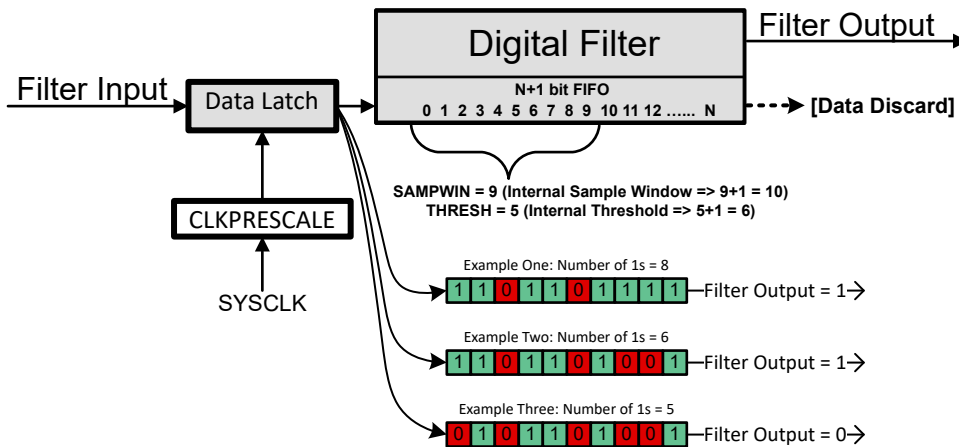 Filter Output
Digital Filter
Filter Input
Data Latch
N+1 bit FIFO
0 1 2 3 4 5 6 7 8 9 10 11 12 …... N
[Data Discard]
SAMPWIN = 9 (Internal Sample Window => 9+1 = 10)
THRESH = 5 (Internal Threshold => 5+1 = 6)
CLKPRESCALE
SYSCLK
Example One: Number of 1s = 8
1 1 0 1 1 0 1 1 1 1
Filter Output = 1
Example Two: Number of 1s = 6
1 1 0 1 1 0 1 0 0 1
Filter Output = 1
Example Three: Number of 1s = 5
0 1 0 1 1 0 1 0 0 1
Filter Output = 0